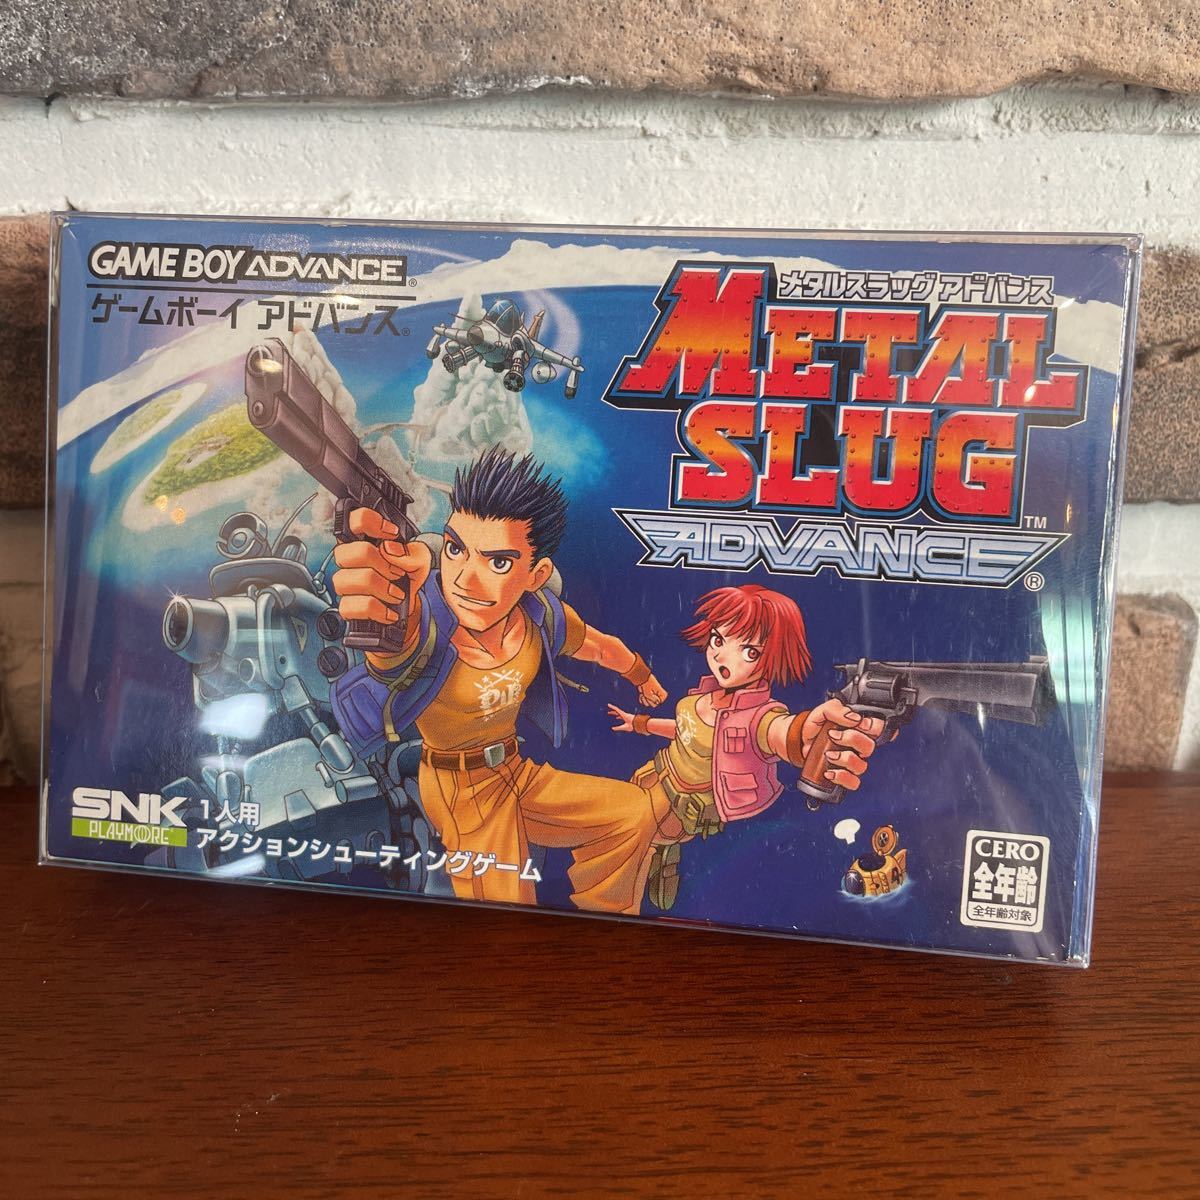 GAME BOY ADVANCE®
ゲームボーイ アドバンス®
メタルスラッグ アドバンス
METAL
SLUG™
ADVANCE®
SNK
PLAYMORE®
1人用
アクションシューティングゲーム
CERO
全年齢
全年齢対象